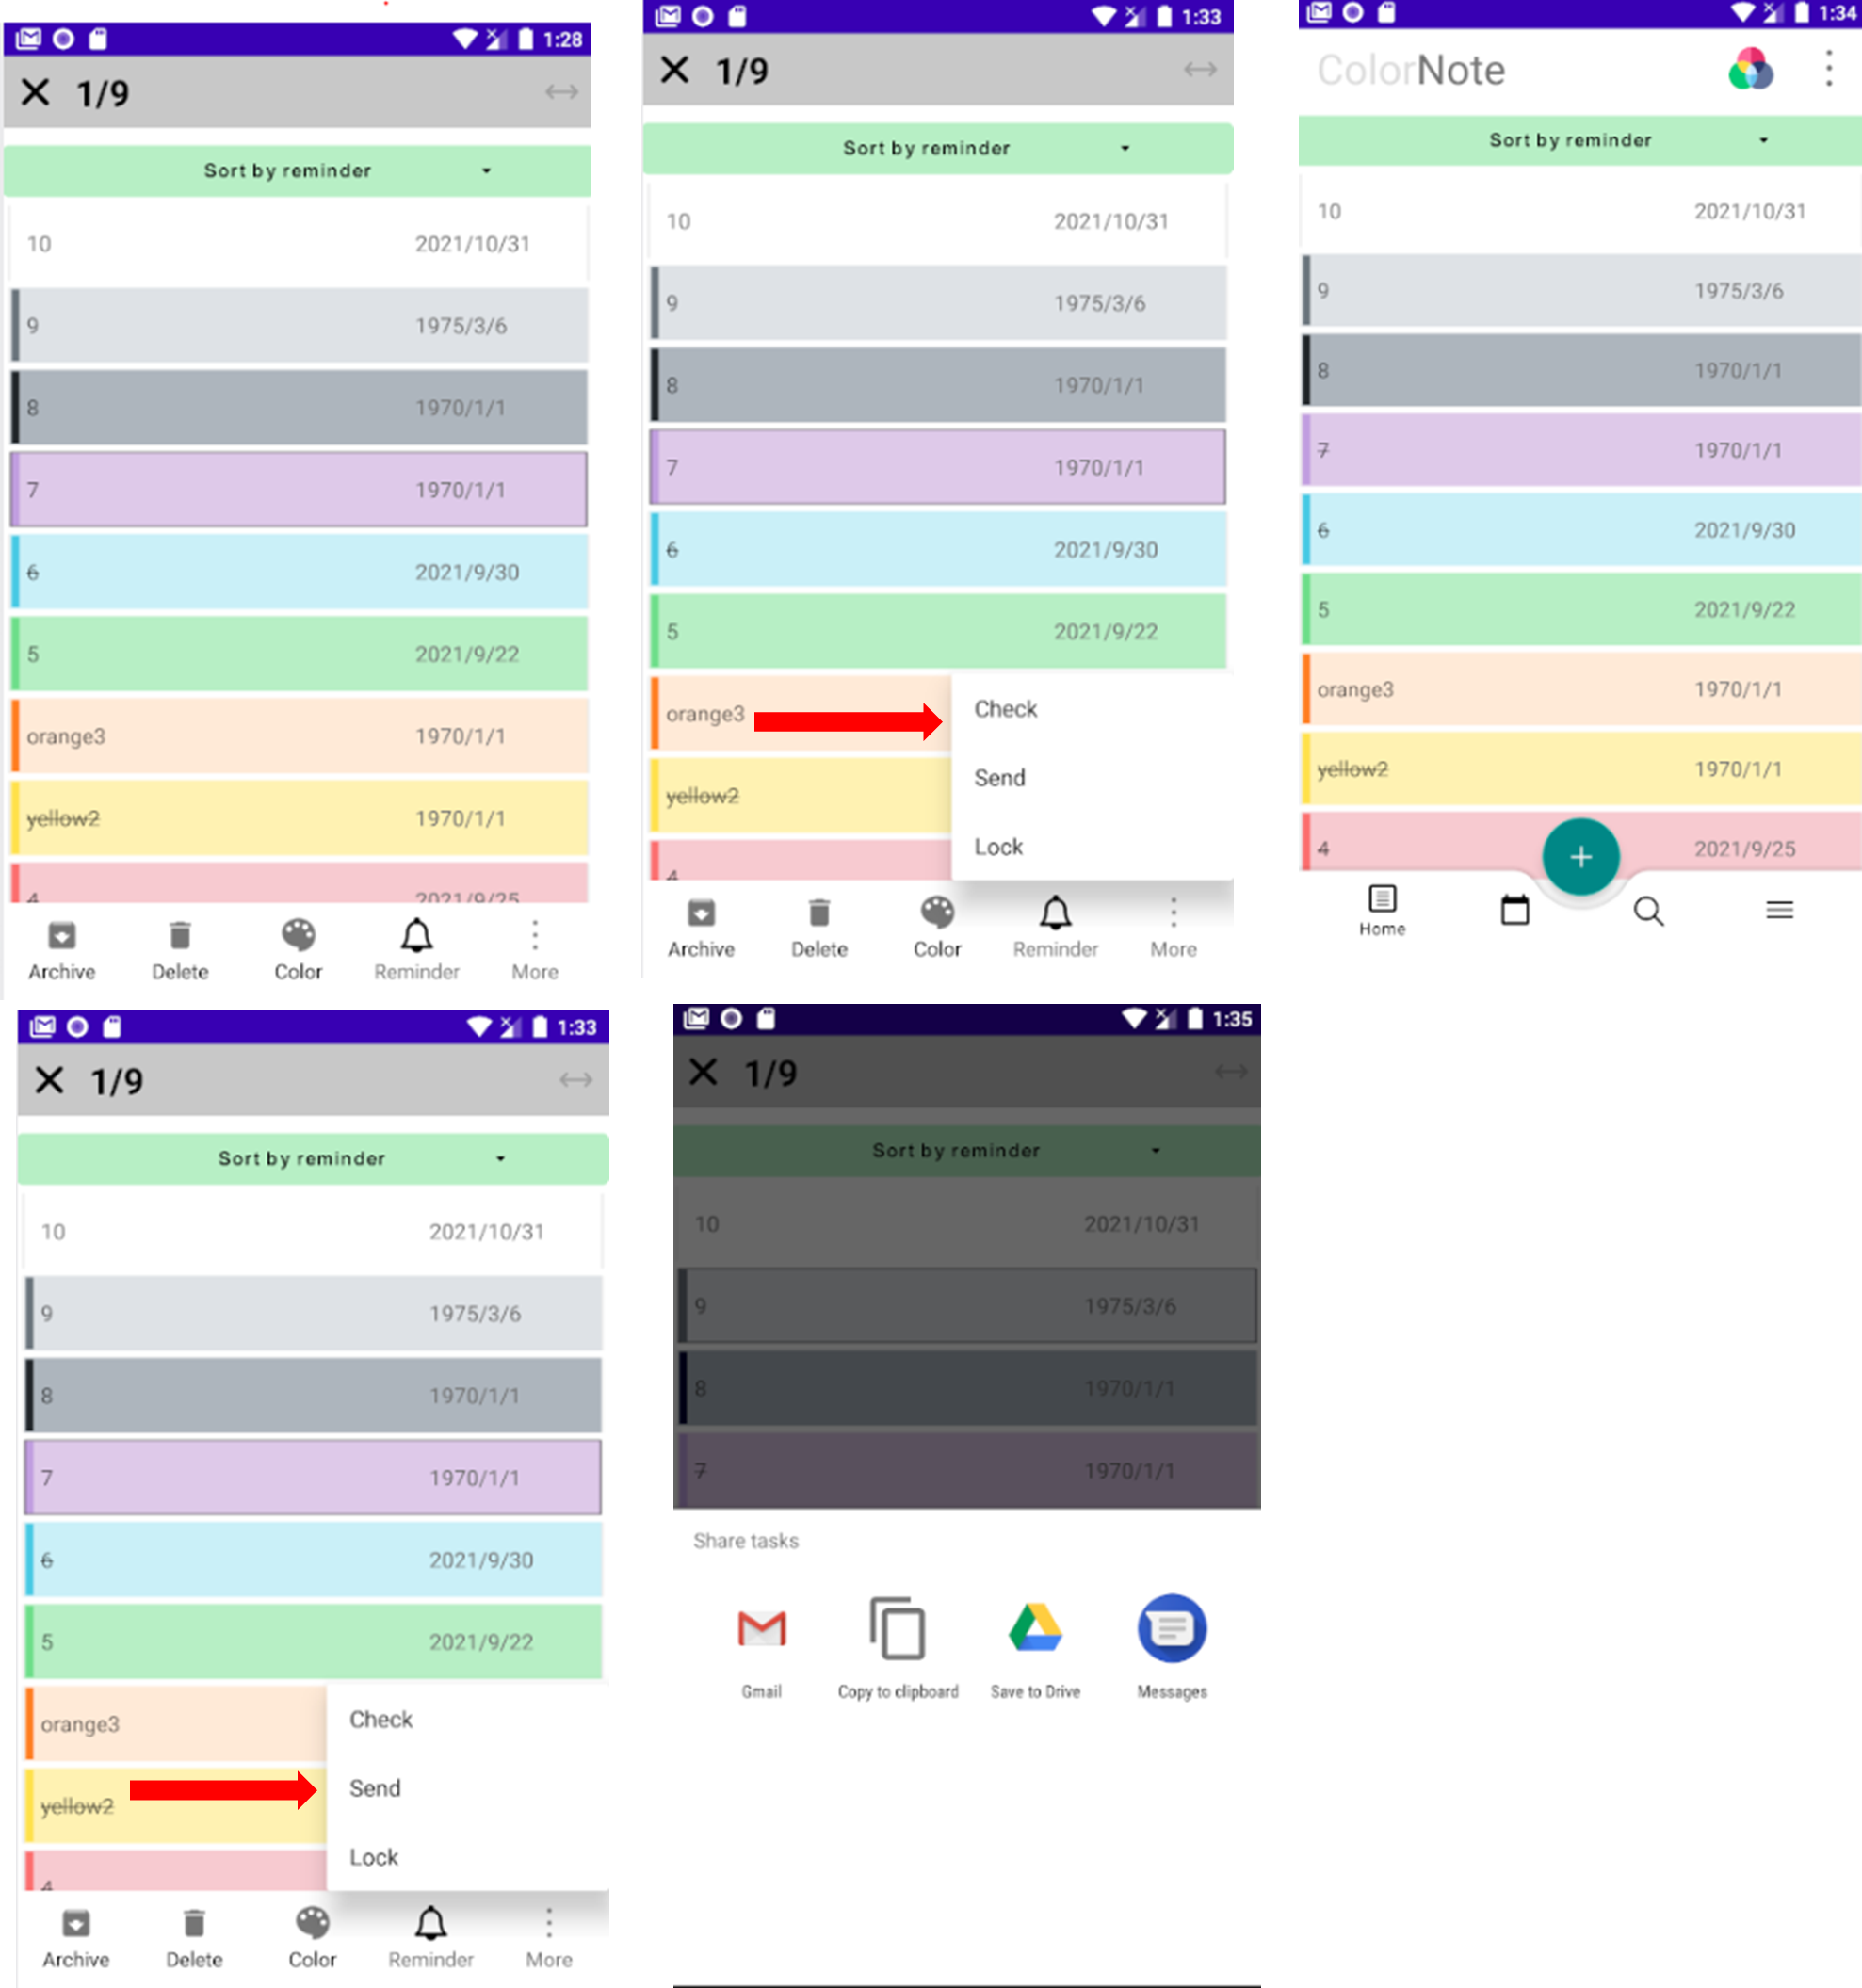 1:28
1/9
Sort by reminder
10 2021/10/31
9 1975/3/6
8 1970/1/1
7 1970/1/1
6 2021/9/30
5 2021/9/22
orange3 1970/1/1
yellow2 1970/1/1
4 2021/9/25
Archive Delete Color Reminder More
1:33
1/9
Sort by reminder
10 2021/10/31
9 1975/3/6
8 1970/1/1
7 1970/1/1
6 2021/9/30
5 2021/9/22
orange3
Check
Send
yellow2
Lock
4
Archive Delete Color Reminder More
1:34
ColorNote
Sort by reminder
10 2021/10/31
9 1975/3/6
8 1970/1/1
7 1970/1/1
6 2021/9/30
5 2021/9/22
orange3 1970/1/1
yellow2 1970/1/1
4 2021/9/25
Home
1:33
1/9
Sort by reminder
10 2021/10/31
9 1975/3/6
8 1970/1/1
7 1970/1/1
6 2021/9/30
5 2021/9/22
orange3
Check
Send
yellow2
Lock
4
Archive Delete Color Reminder More
1:35
1/9
Sort by reminder
10 2021/10/31
9 1975/3/6
8 1970/1/1
7 1970/1/1
Share tasks
Gmail Copy to clipboard Save to Drive Messages